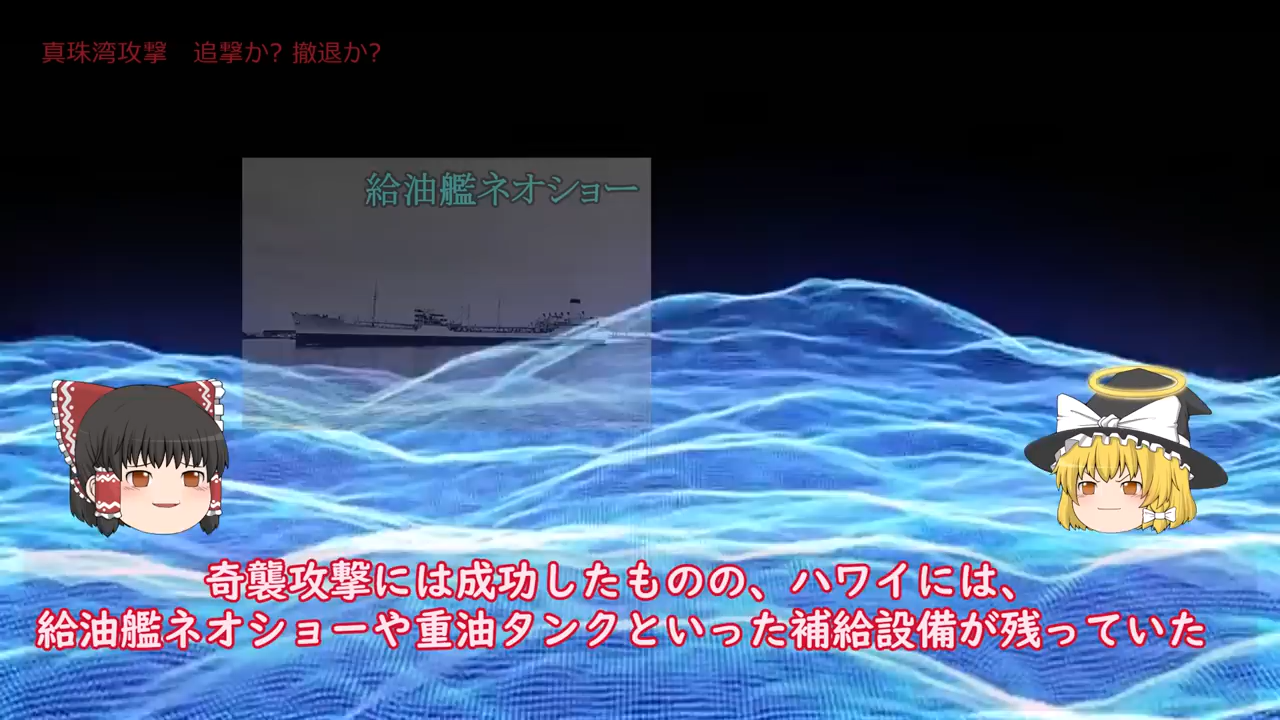 真珠湾攻撃　追撃か? 撤退か?
給油艦ネオショー
奇襲攻撃には成功したものの、ハワイには、
給油艦ネオショーや重油タンクといった補給設備が残っていた